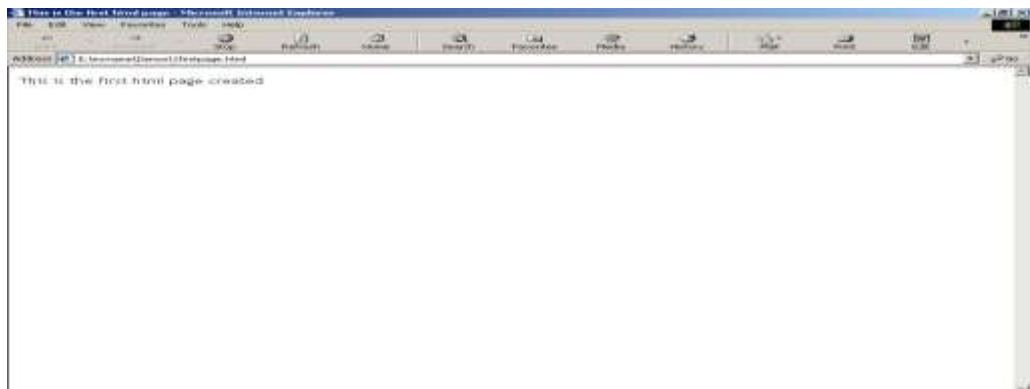 This is the first html page - Microsoft Internet Explorer
File Edit View Favorites Tools Help
Stop Refresh Home Search Favorites Media History Mail Print Edit
Address Go
This is the first html page created